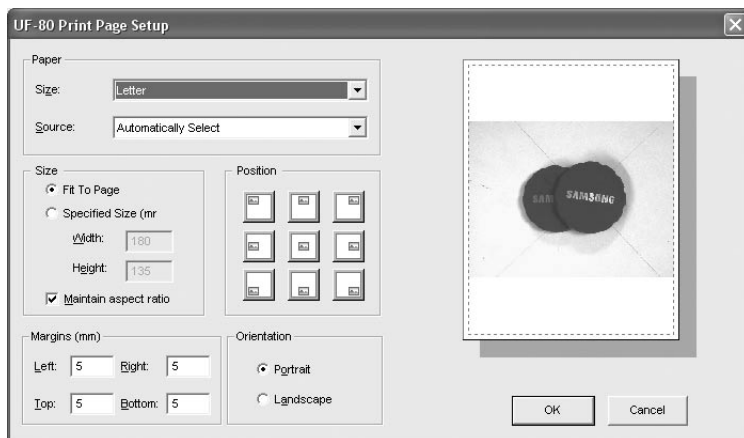 UF-80 Print Page Setup
Paper
Size: Letter
Source: Automatically Select
Size
Fit To Page
Specified Size (mr
Width: 180
Height: 135
Maintain aspect ratio
Position
Margins (mm)
Left: 5 Right: 5
Top: 5 Bottom: 5
Orientation
Portrait
Landscape
SAM SAMSUNG
OK Cancel